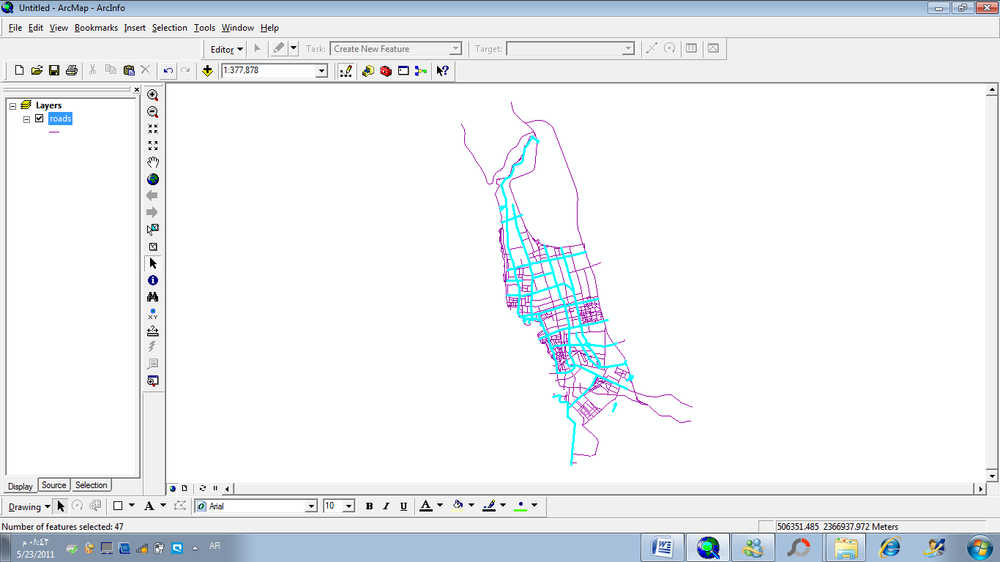 Untitled - ArcMap - ArcInfo
File Edit View Bookmarks Insert Selection Tools Window Help
Editor Task: Create New Feature Target:
1:377,878
Layers
roads
XY
Display Source Selection
Drawing A Arial 10 B I U A
Number of features selected: 47
506351.485 2366937.972 Meters
٠٨:٤٢ م
5/23/2011
AR